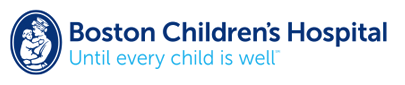 Boston Children's Hospital
Until every child is well™